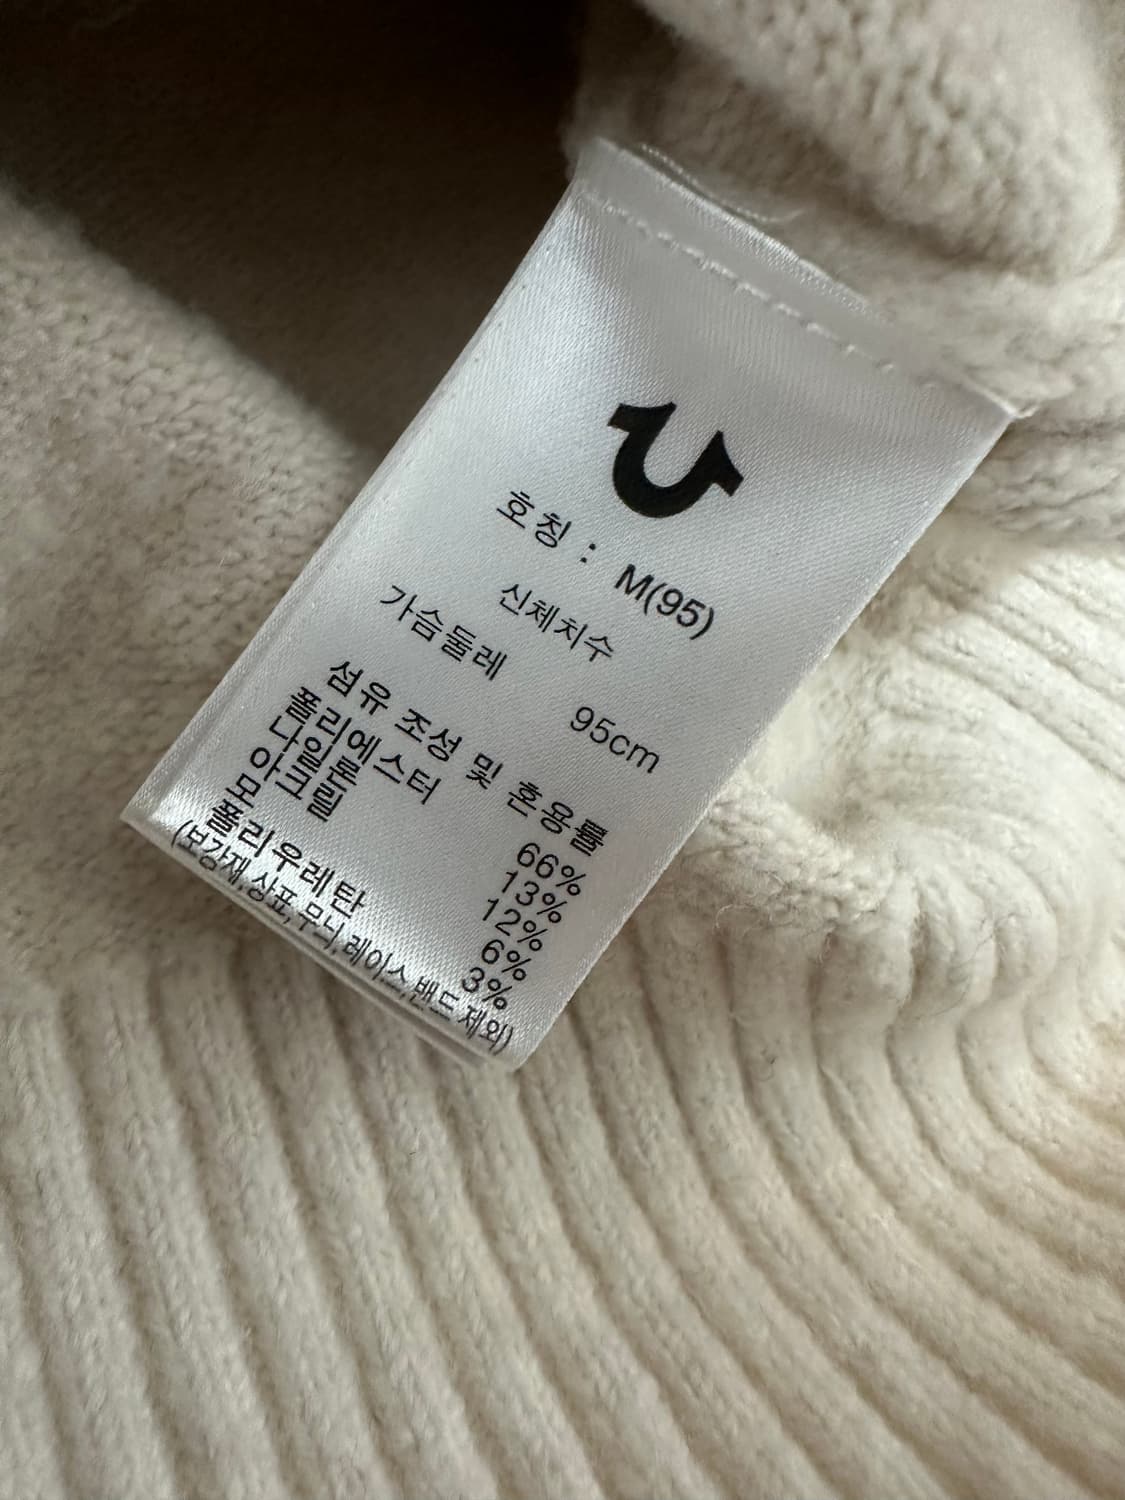 호칭 : M(95)
신체치수
가슴둘레 95cm
섬유 조성 및 혼용률
폴리에스터 66%
나일론 13%
아크릴 12%
모 6%
폴리우레탄 3%
(보강재,상표,무늬,레이스,밴드 제외)